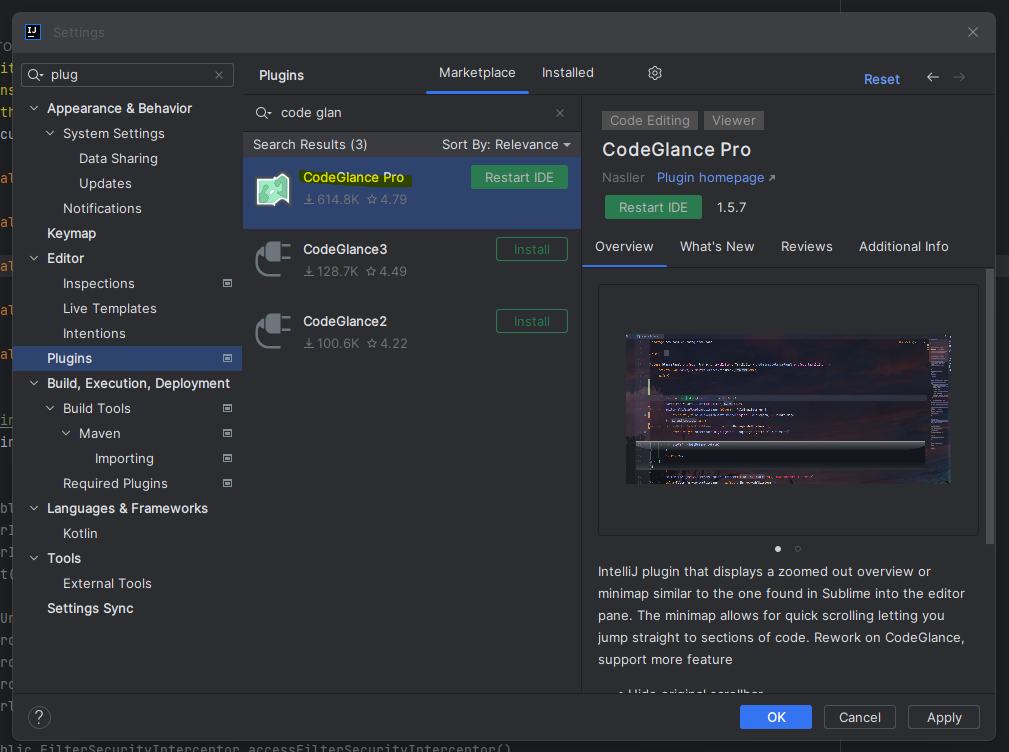 Settings
plug
Appearance & Behavior
System Settings
Data Sharing
Updates
Notifications
Keymap
Editor
Inspections
Live Templates
Intentions
Plugins
Build, Execution, Deployment
Build Tools
Maven
Importing
Required Plugins
Languages & Frameworks
Kotlin
Tools
External Tools
Settings Sync
Plugins
Marketplace
Installed
Reset
code glan
Search Results (3)
Sort By: Relevance
CodeGlance Pro
Restart IDE
614.8K 4.79
CodeGlance3
Install
128.7K 4.49
CodeGlance2
Install
100.6K 4.22
Code Editing
Viewer
CodeGlance Pro
Nasller
Plugin homepage ↗
Restart IDE
1.5.7
Overview
What's New
Reviews
Additional Info
IntelliJ plugin that displays a zoomed out overview or
minimap similar to the one found in Sublime into the editor
pane. The minimap allows for quick scrolling letting you
jump straight to sections of code. Rework on CodeGlance,
support more feature
• Hide original scrollbar
?
OK
Cancel
Apply
blic FilterSecurityInterceptor accessFilterSecurityInterceptor()